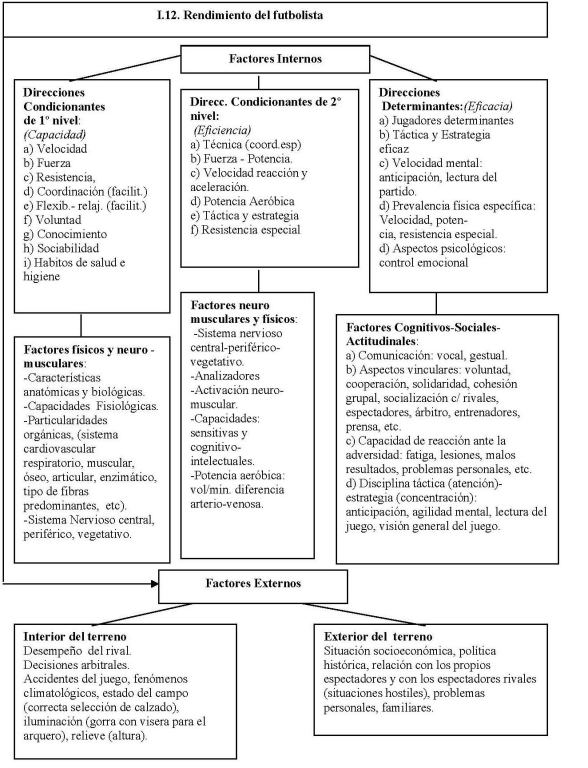 I.12. Rendimiento del futbolista
Factores Internos
Direcciones
Condicionantes
de 1º nivel:
(Capacidad)
a) Velocidad
b) Fuerza
c) Resistencia,
d) Coordinación (facilit.)
e) Flexib.- relaj. (facilit.)
f) Voluntad
g) Conocimiento
h) Sociabilidad
i) Habitos de salud e
higiene
Direcc. Condicionantes de 2º
nivel:
(Eficiencia)
a) Técnica (coord.esp)
b) Fuerza - Potencia.
c) Velocidad reacción y
aceleración.
d) Potencia Aeróbica
e) Táctica y estrategia
f) Resistencia especial
Direcciones
Determinantes:(Eficacia)
a) Jugadores determinantes
b) Táctica y Estrategia
eficaz
c) Velocidad mental:
anticipación, lectura del
partido.
d) Prevalencia física específica:
Velocidad, poten-
cia, resistencia especial.
d) Aspectos psicológicos:
control emocional
Factores físicos y neuro -
musculares:
-Características
anatómicas y biológicas.
-Capacidades Fisiológicas.
-Particularidades
orgánicas, (sistema
cardiovascular
respiratorio, muscular,
óseo, articular, enzimático,
tipo de fibras
predominantes, etc).
-Sistema Nervioso central,
periférico, vegetativo.
Factores neuro
musculares y físicos:
-Sistema nervioso
central-periférico-
vegetativo.
-Analizadores
-Activación neuro-
muscular.
-Capacidades:
sensitivas y
cognitivo-
intelectuales.
-Potencia aeróbica:
vol/min. diferencia
arterio-venosa.
Factores Cognitivos-Sociales-
Actitudinales:
a) Comunicación: vocal, gestual.
b) Aspectos vinculares: voluntad,
cooperación, solidaridad, cohesión
grupal, socialización c/ rivales,
espectadores, árbitro, entrenadores,
prensa, etc.
c) Capacidad de reacción ante la
adversidad: fatiga, lesiones, malos
resultados, problemas personales, etc.
d) Disciplina táctica (atención)-
estrategia (concentración):
anticipación, agilidad mental, lectura del
juego, visión general del juego.
Factores Externos
Interior del terreno
Desempeño del rival.
Decisiones arbitrales.
Accidentes del juego, fenómenos
climatológicos, estado del campo
(correcta selección de calzado),
iluminación (gorra con visera para el
arquero), relieve (altura).
Exterior del terreno
Situación socioeconómica, política
histórica, relación con los propios
espectadores y con los espectadores rivales
(situaciones hostiles), problemas
personales, familiares.